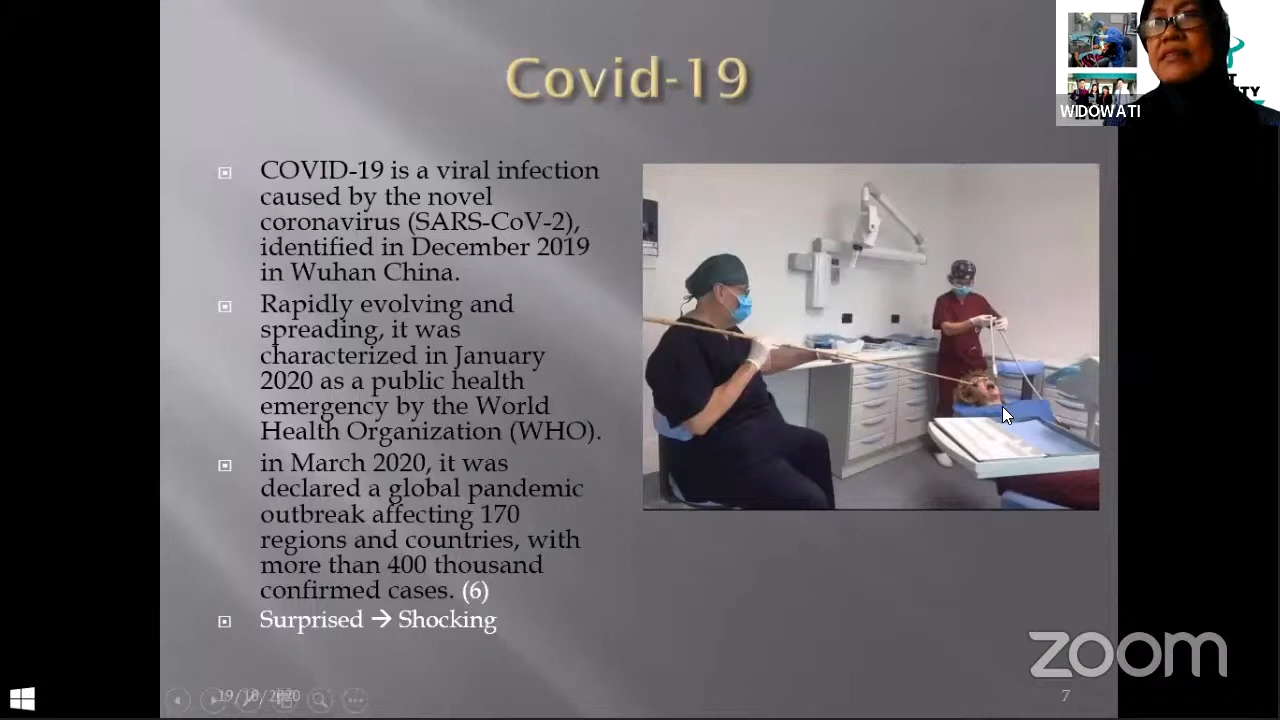 Covid-19
COVID-19 is a viral infection
caused by the novel
coronavirus (SARS-CoV-2),
identified in December 2019
in Wuhan China.
Rapidly evolving and
spreading, it was
characterized in January
2020 as a public health
emergency by the World
Health Organization (WHO).
in March 2020, it was
declared a global pandemic
outbreak affecting 170
regions and countries, with
more than 400 thousand
confirmed cases. (6)
Surprised → Shocking
19/10/2020
7
WIDOWATI
zoom